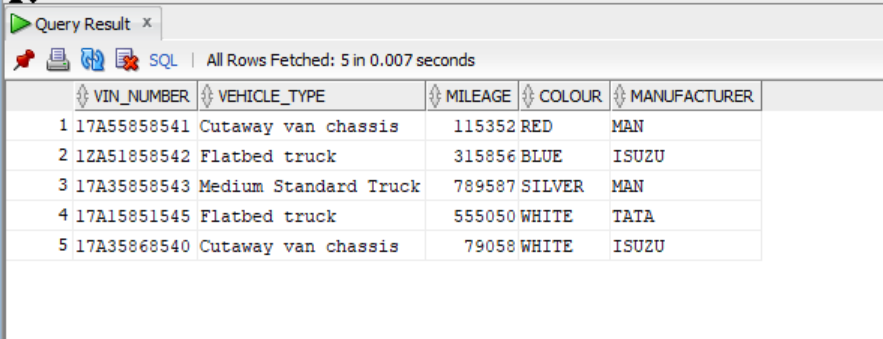 Query Result x
SQL | All Rows Fetched: 5 in 0.007 seconds
VIN_NUMBER VEHICLE_TYPE MILEAGE COLOUR MANUFACTURER
1 17A55858541 Cutaway van chassis 115352 RED MAN
2 1ZA51858542 Flatbed truck 315856 BLUE ISUZU
3 17A35858543 Medium Standard Truck 789587 SILVER MAN
4 17A15851545 Flatbed truck 555050 WHITE TATA
5 17A35868540 Cutaway van chassis 79058 WHITE ISUZU